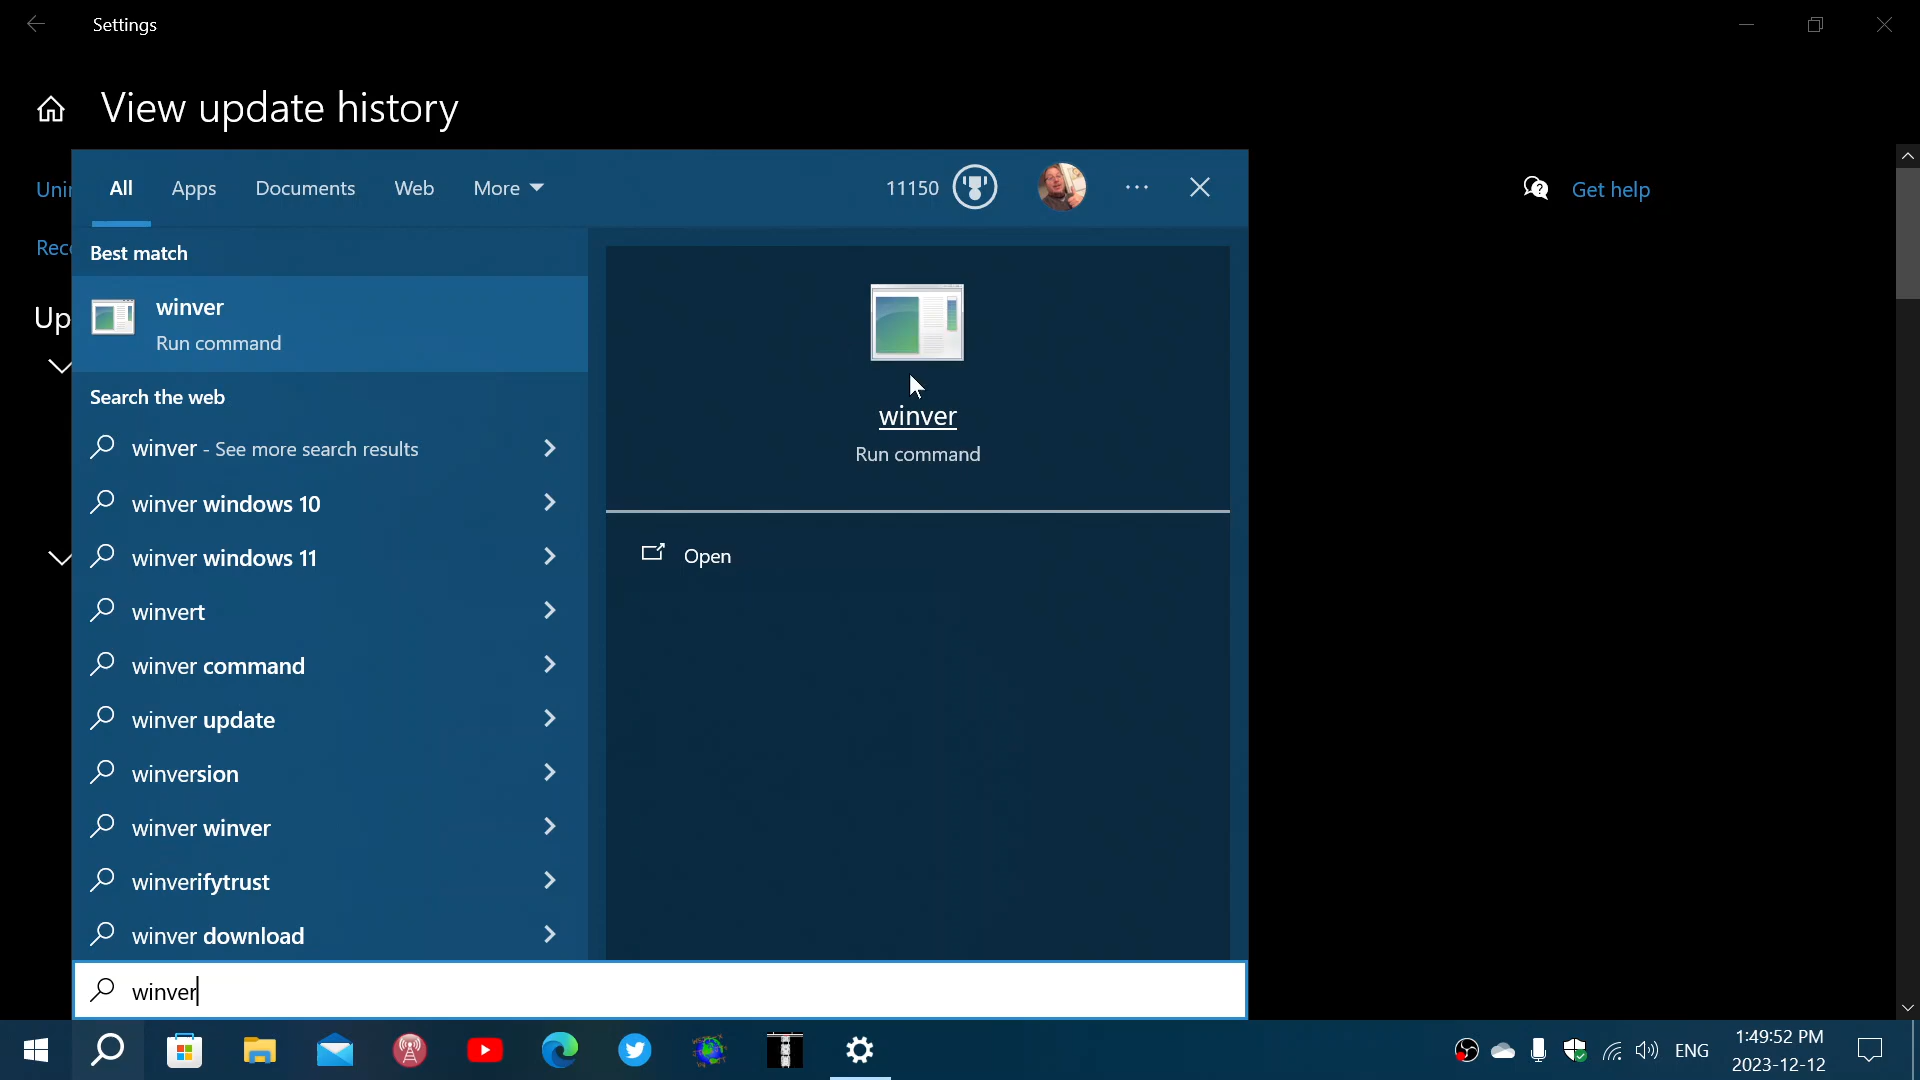 Settings
View update history
Unin
Reco
Up
Get help
All
Apps
Documents
Web
More
11150
Best match
winver
Run command
Search the web
winver - See more search results
winver windows 10
winver windows 11
winvert
winver command
winver update
winversion
winver winver
winverifytrust
winver download
winver
Run command
Open
winver
ENG
1:49:52 PM
2023-12-12